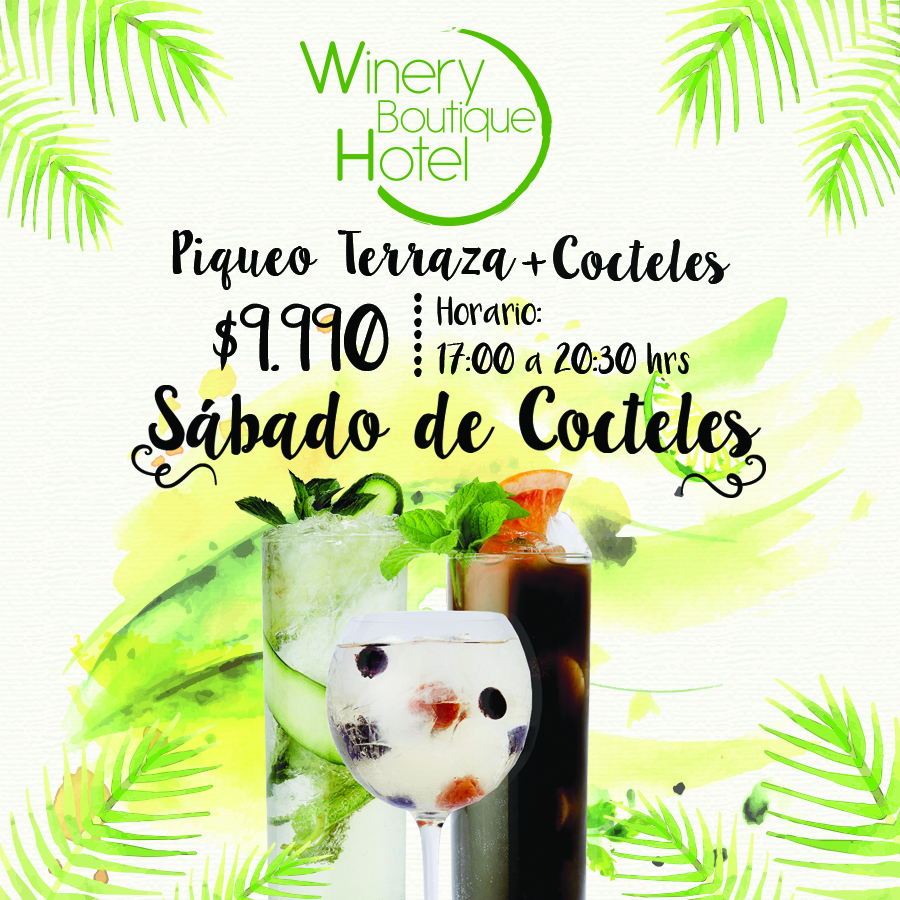 Winery
Boutique
Hotel
Piqueo Terraza + Cocteles
$9.990
Horario:
17:00 a 20:30 hrs
Sábado de Cocteles